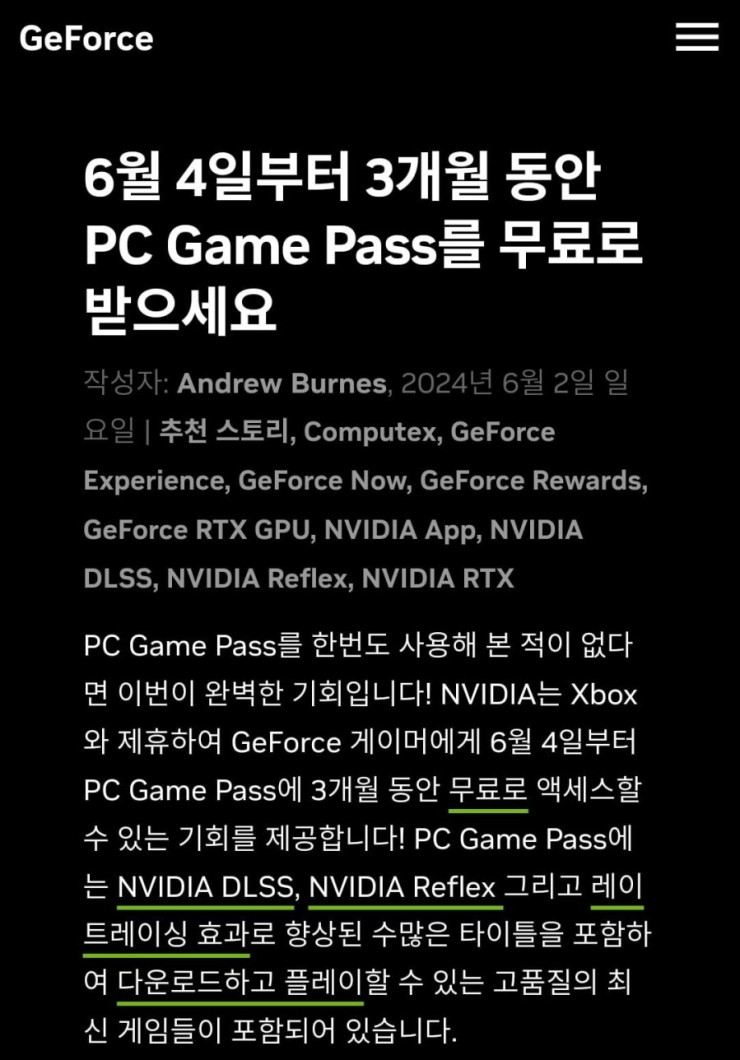 GeForce
6월 4일부터 3개월 동안
PC Game Pass를 무료로
받으세요
작성자: Andrew Burnes, 2024년 6월 2일 일
요일 | 추천 스토리, Computex, GeForce
Experience, GeForce Now, GeForce Rewards,
GeForce RTX GPU, NVIDIA App, NVIDIA
DLSS, NVIDIA Reflex, NVIDIA RTX
PC Game Pass를 한번도 사용해 본 적이 없다
면 이번이 완벽한 기회입니다! NVIDIA는 Xbox
와 제휴하여 GeForce 게이머에게 6월 4일부터
PC Game Pass에 3개월 동안 무료로 액세스할
수 있는 기회를 제공합니다! PC Game Pass에
는 NVIDIA DLSS, NVIDIA Reflex 그리고 레이
트레이싱 효과로 향상된 수많은 타이틀을 포함하
여 다운로드하고 플레이할 수 있는 고품질의 최
신 게임들이 포함되어 있습니다.